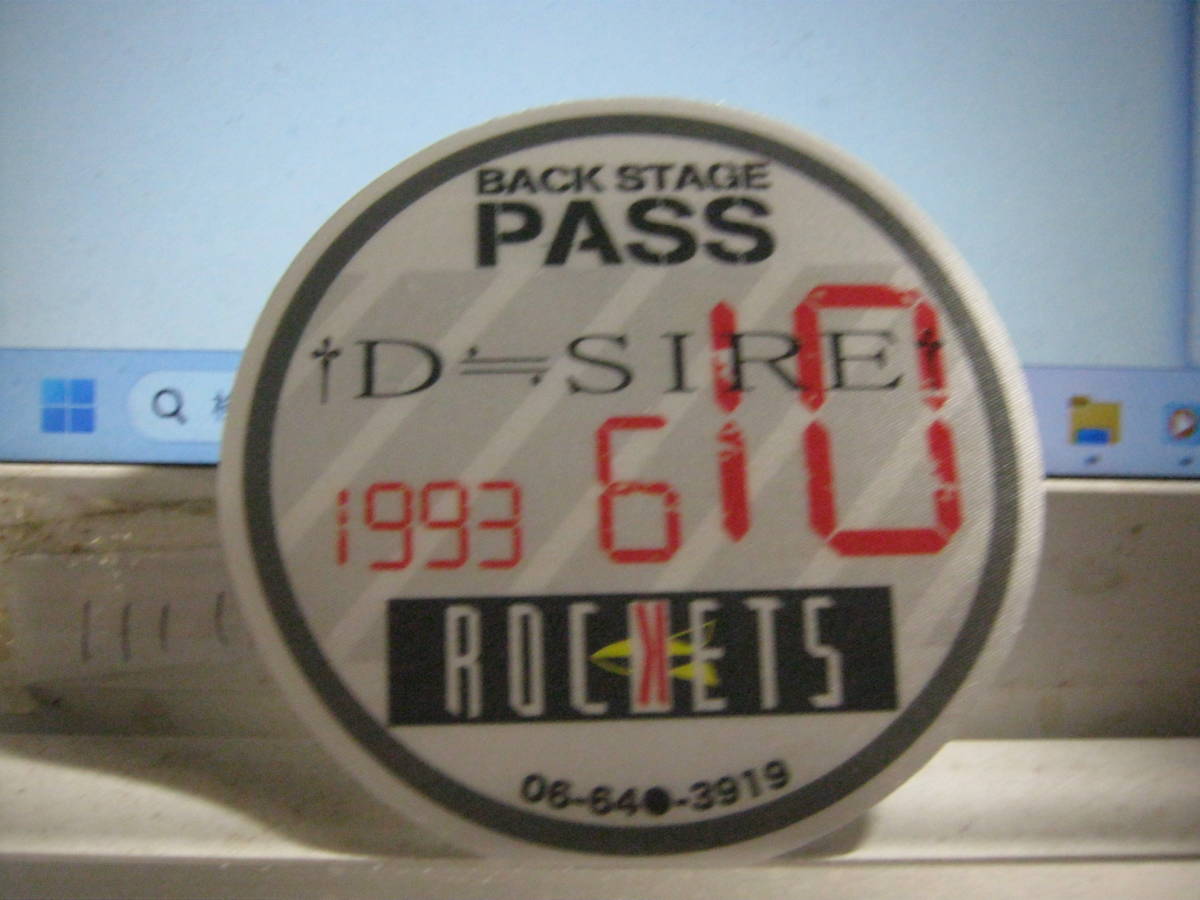 BACK STAGE
PASS
†D≒SIRE†
1993 6 10
ROCKETS
06-64●-3919